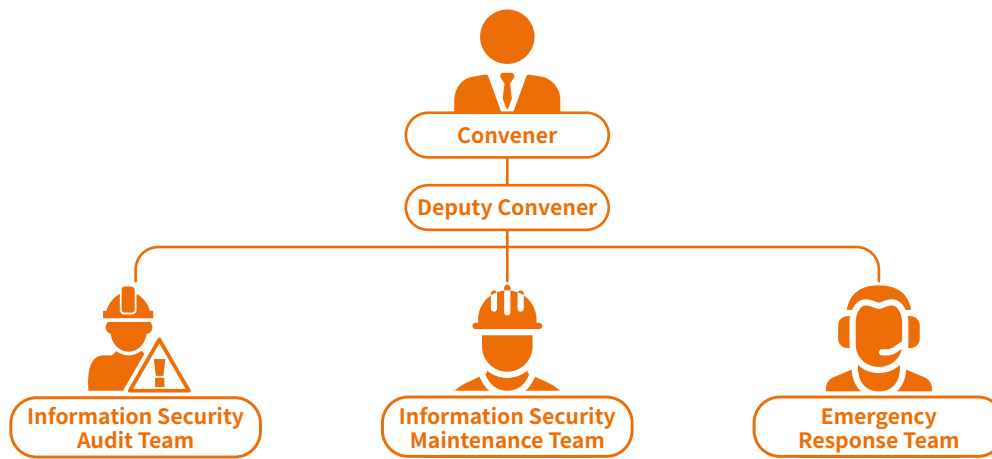 Convener
Deputy Convener
Information Security
Audit Team
Information Security
Maintenance Team
Emergency
Response Team